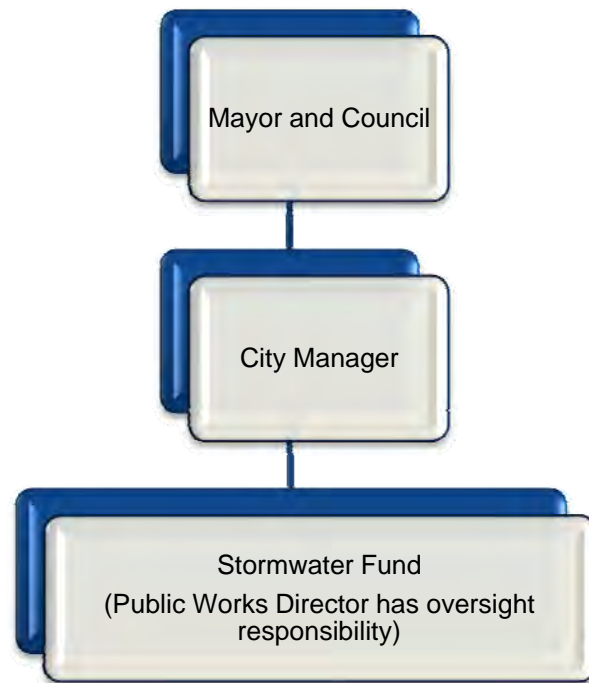 Mayor and Council
City Manager
Stormwater Fund
(Public Works Director has oversight
responsibility)